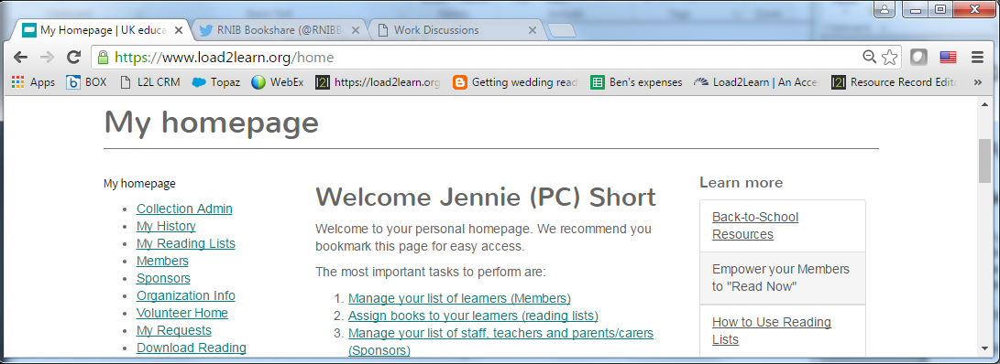 My Homepage | UK educa
RNIB Bookshare (@RNIBB
Work Discussions
https://www.load2learn.org/home
Apps
BOX
L2L CRM
Topaz
WebEx
https://load2learn.org
Getting wedding read
Ben's expenses
Load2Learn | An Acce
Resource Record Edit
»
My homepage
My homepage
• Collection Admin
• My History
• My Reading Lists
• Members
• Sponsors
• Organization Info
• Volunteer Home
• My Requests
• Download Reading
Welcome Jennie (PC) Short
Welcome to your personal homepage. We recommend you
bookmark this page for easy access.
The most important tasks to perform are:
1. Manage your list of learners (Members)
2. Assign books to your learners (reading lists)
3. Manage your list of staff, teachers and parents/carers
(Sponsors)
Learn more
Back-to-School
Resources
Empower your Members
to "Read Now"
How to Use Reading
Lists